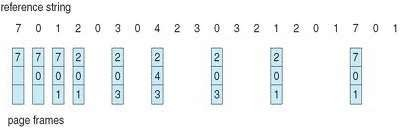 reference string
7 0 1 2 0 3 0 4 2 3 0 3 2 1 2 0 1 7 0 1
7 7 7 2 2 2 2 2 7
0 0 0 0 4 0 0 0
1 1 3 3 3 1 1
page frames